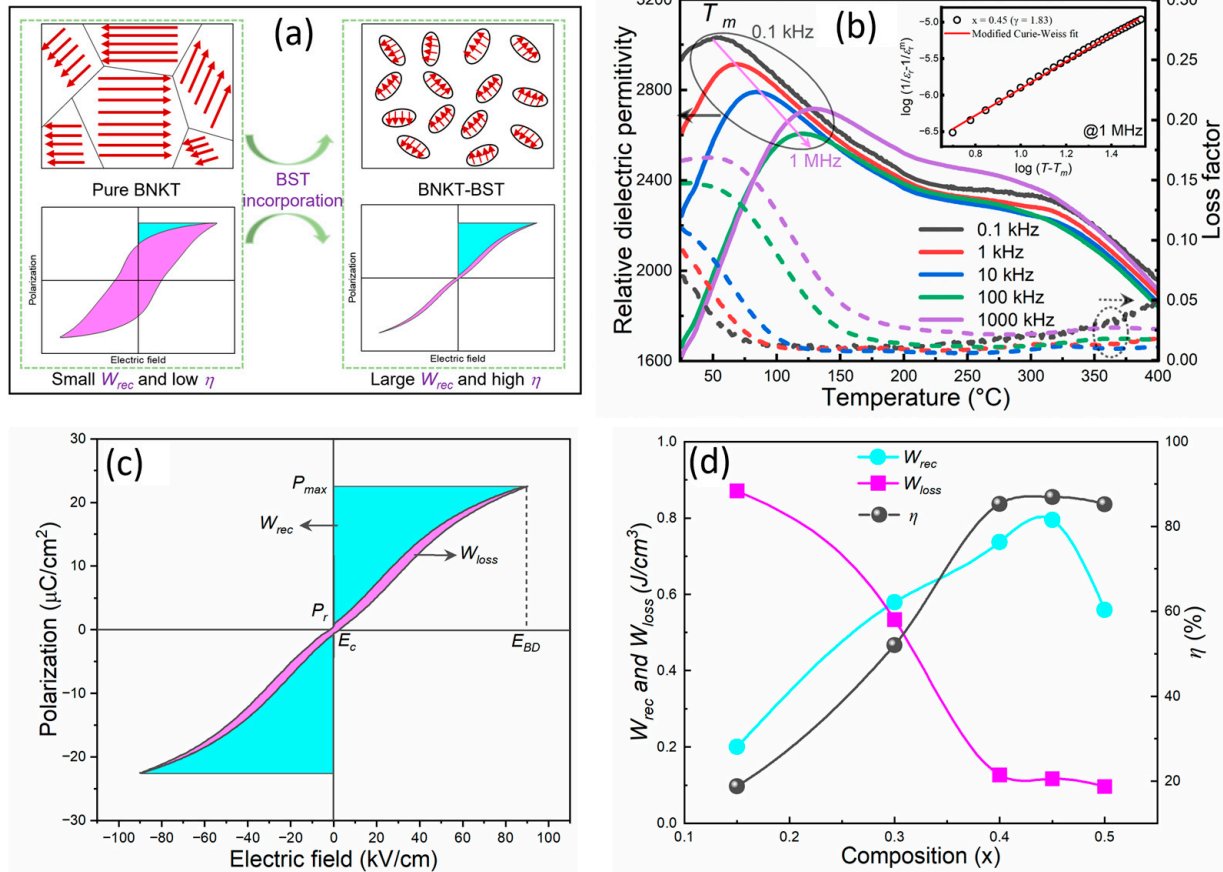 (a)
Pure BNKT
BNKT-BST
BST
incorporation
Polarization
Electric field
Polarization
Electric field
Small W_rec and low η
Large W_rec and high η
(b)
T_m
0.1 kHz
1 MHz
3200
2800
2400
2000
1600
Relative dielectric permitivity
50 100 150 200 250 300 350 400
Temperature (°C)
0.30
0.25
0.20
0.15
0.10
0.05
0.00
Loss factor
0.1 kHz
1 kHz
10 kHz
100 kHz
1000 kHz
x = 0.45 (γ = 1.83)
Modified Curie-Weiss fit
@1 MHz
-5.0
-5.5
-6.0
-6.5
0.8 1.0 1.2 1.4
log (T-T_m)
log (1/ε_r-1/ε_r^m)
(c)
30
20
10
0
−10
−20
−30
Polarization (μC/cm²)
−100 −80 −60 −40 −20 0 20 40 60 80 100
Electric field (kV/cm)
P_max
W_rec
W_loss
P_r
E_c
E_BD
(d)
W_rec
W_loss
η
1.0
0.8
0.6
0.4
0.2
0.0
W_rec and W_loss (J/cm³)
0.1 0.2 0.3 0.4 0.5
Composition (x)
100
80
60
40
20
η (%)